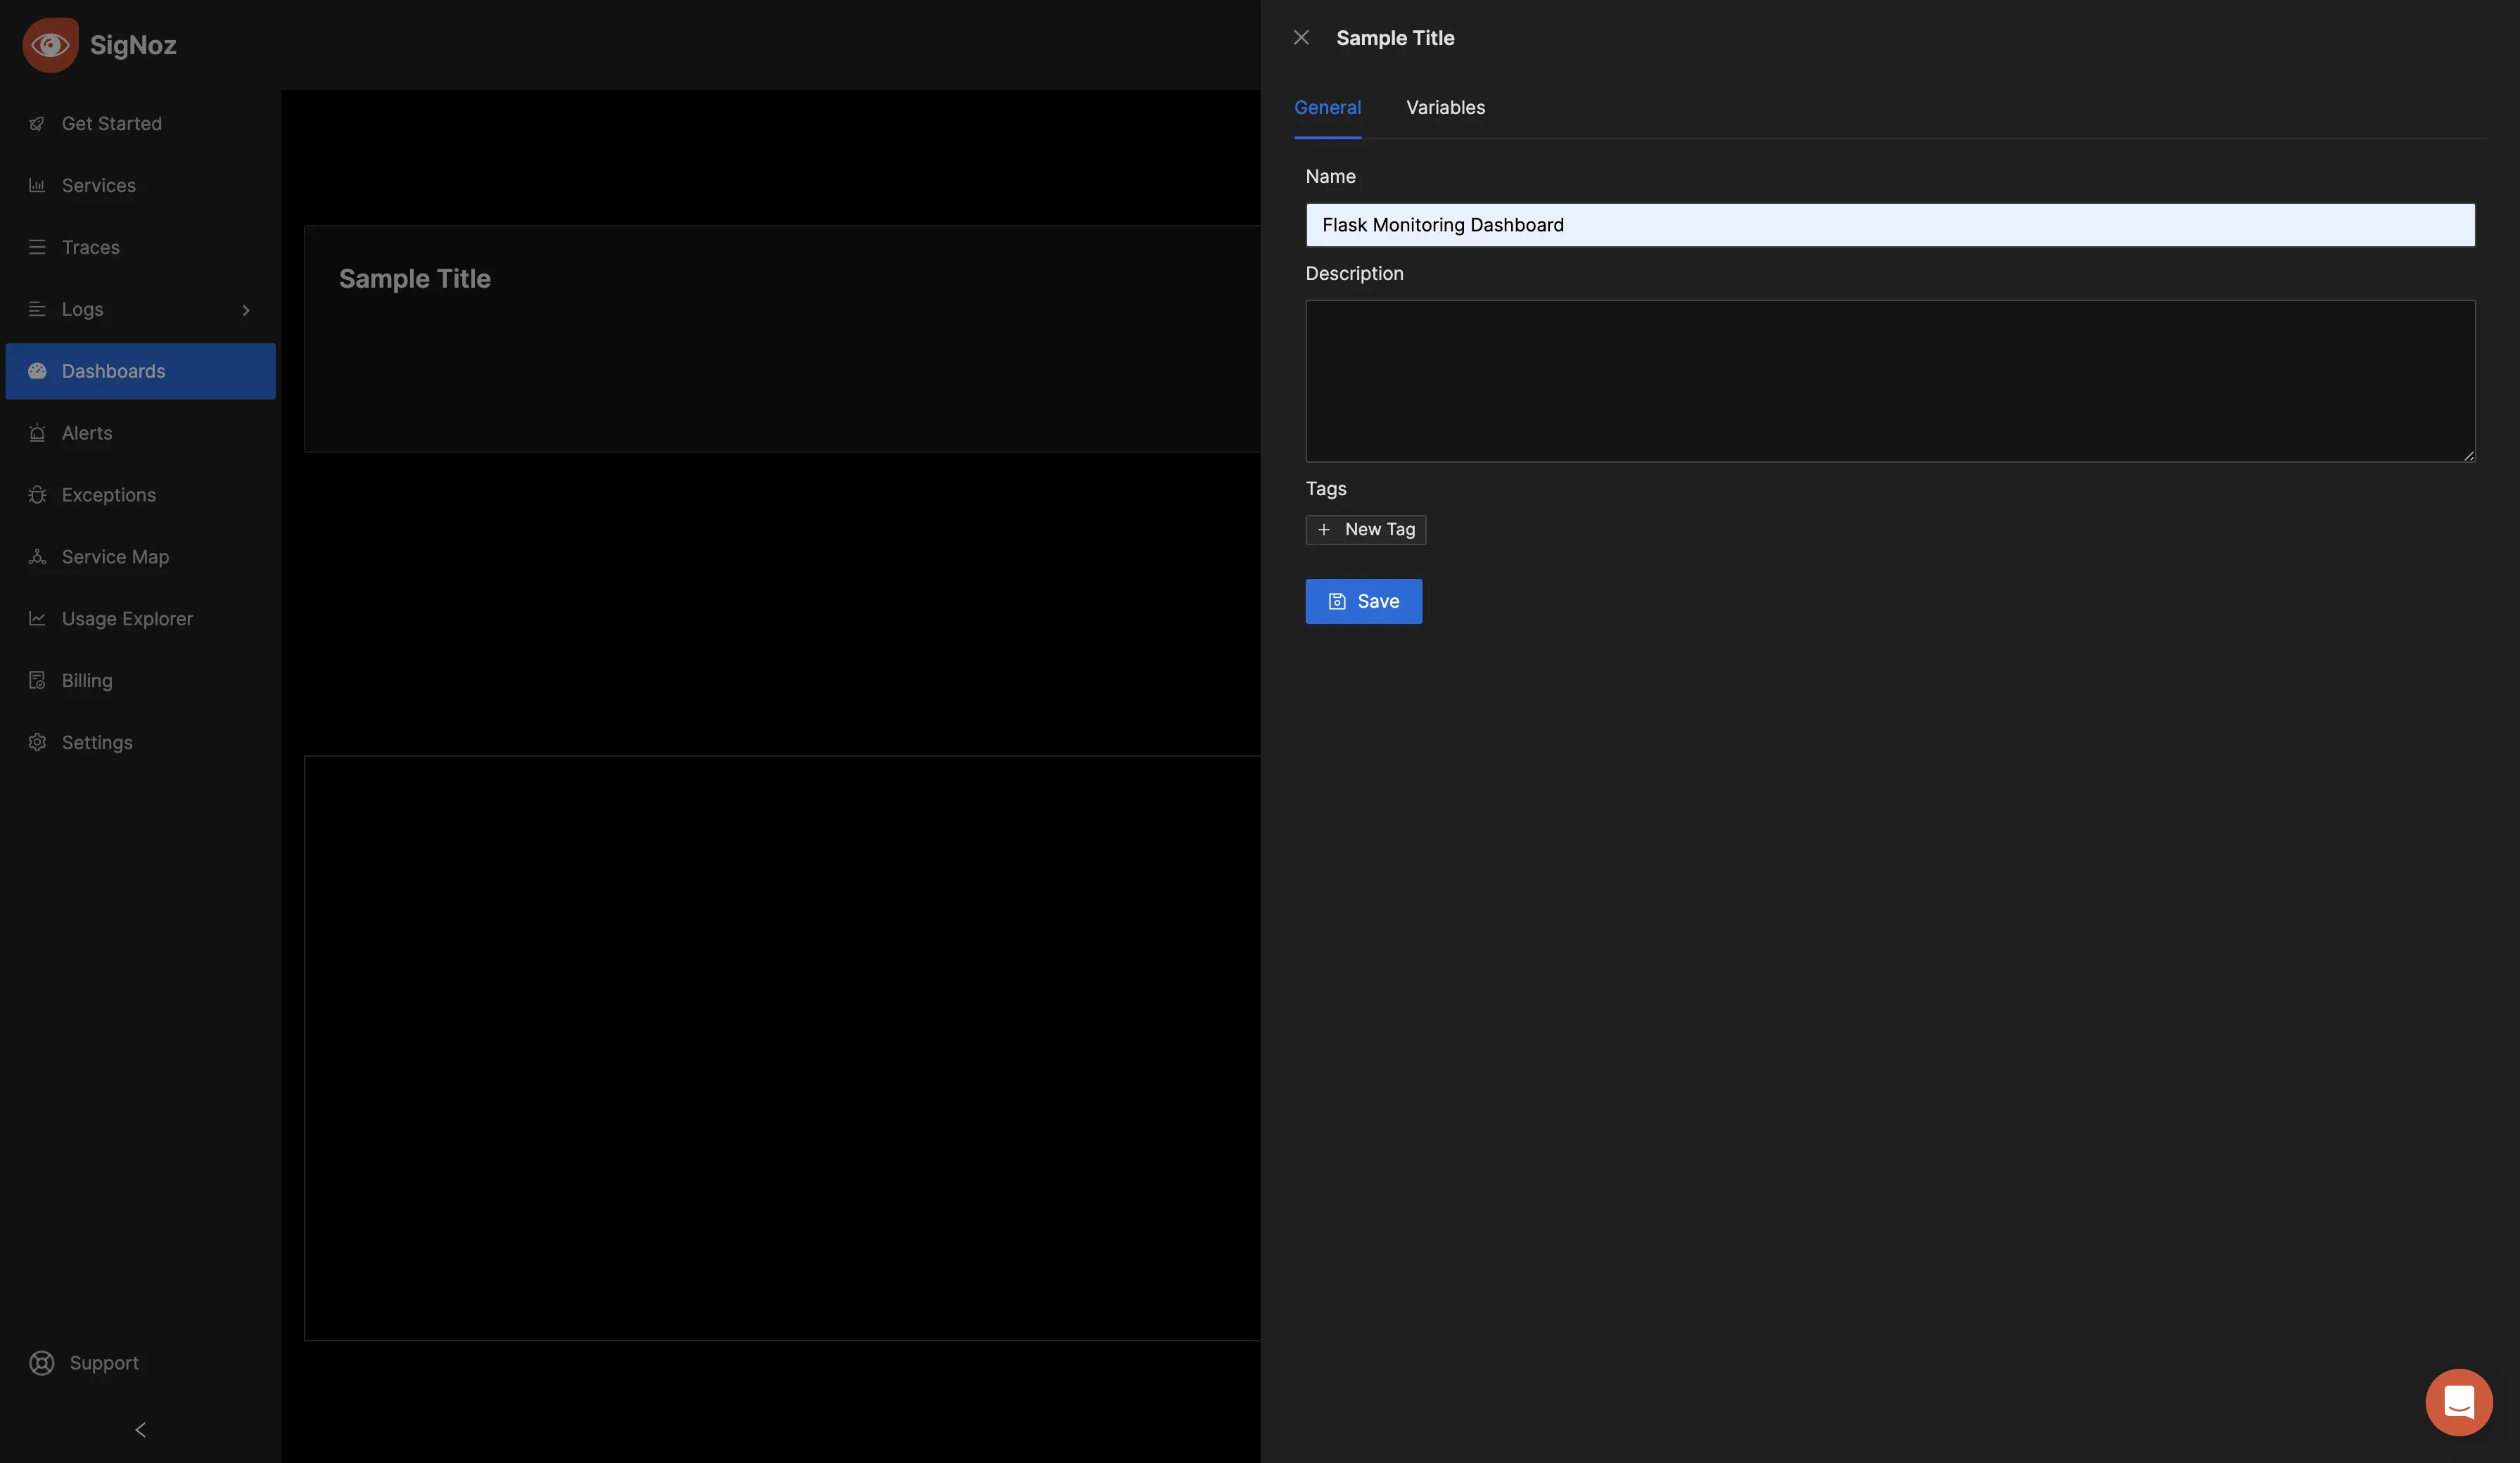 SigNoz
Get Started
Services
Traces
Logs
Dashboards
Alerts
Exceptions
Service Map
Usage Explorer
Billing
Settings
Support
Sample Title
Sample Title
General
Variables
Name
Flask Monitoring Dashboard
Description
Tags
New Tag
Save